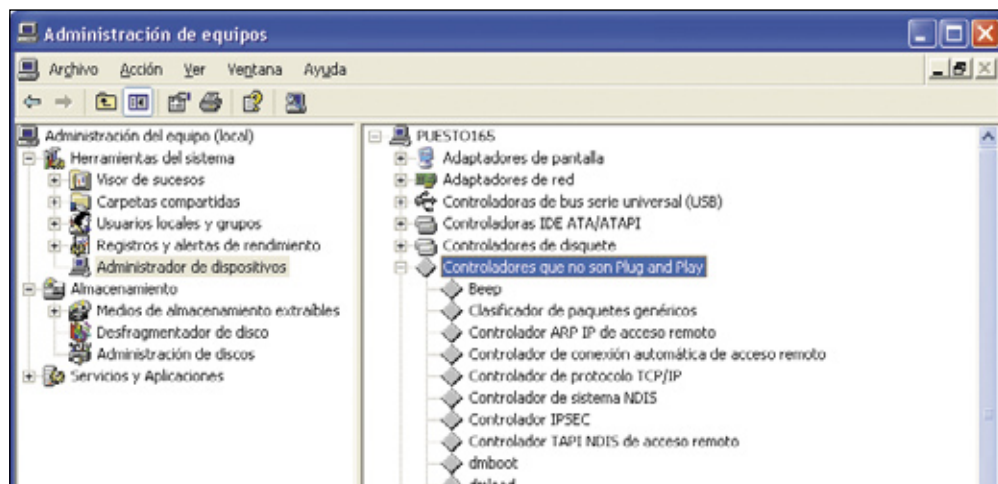 Administración de equipos
Archivo Acción Ver Ventana Ayuda
Administración del equipo (local)
Herramientas del sistema
Visor de sucesos
Carpetas compartidas
Usuarios locales y grupos
Registros y alertas de rendimiento
Administrador de dispositivos
Almacenamiento
Medios de almacenamiento extraíbles
Desfragmentador de disco
Administración de discos
Servicios y Aplicaciones
PUESTO165
Adaptadores de pantalla
Adaptadores de red
Controladoras de bus serie universal (USB)
Controladoras IDE ATA/ATAPI
Controladores de disquete
Controladores que no son Plug and Play
Beep
Clasificador de paquetes genéricos
Controlador ARP IP de acceso remoto
Controlador de conexión automática de acceso remoto
Controlador de protocolo TCP/IP
Controlador de sistema NDIS
Controlador IPSEC
Controlador TAPI NDIS de acceso remoto
dmboot